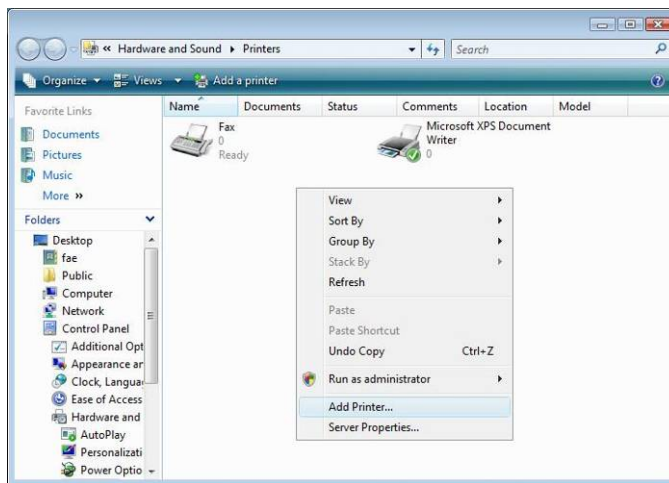 « Hardware and Sound ▸ Printers
Search
Organize
Views
Add a printer
Favorite Links
Documents
Pictures
Music
More »
Folders
Desktop
fae
Public
Computer
Network
Control Panel
Additional Opt
Appearance an
Clock, Languag
Ease of Access
Hardware and
AutoPlay
Personalizati
Power Optio
Name Documents Status Comments Location Model
Fax
0
Ready
Microsoft XPS Document
Writer
0
View
Sort By
Group By
Stack By
Refresh
Paste
Paste Shortcut
Undo Copy Ctrl+Z
Run as administrator
Add Printer...
Server Properties...